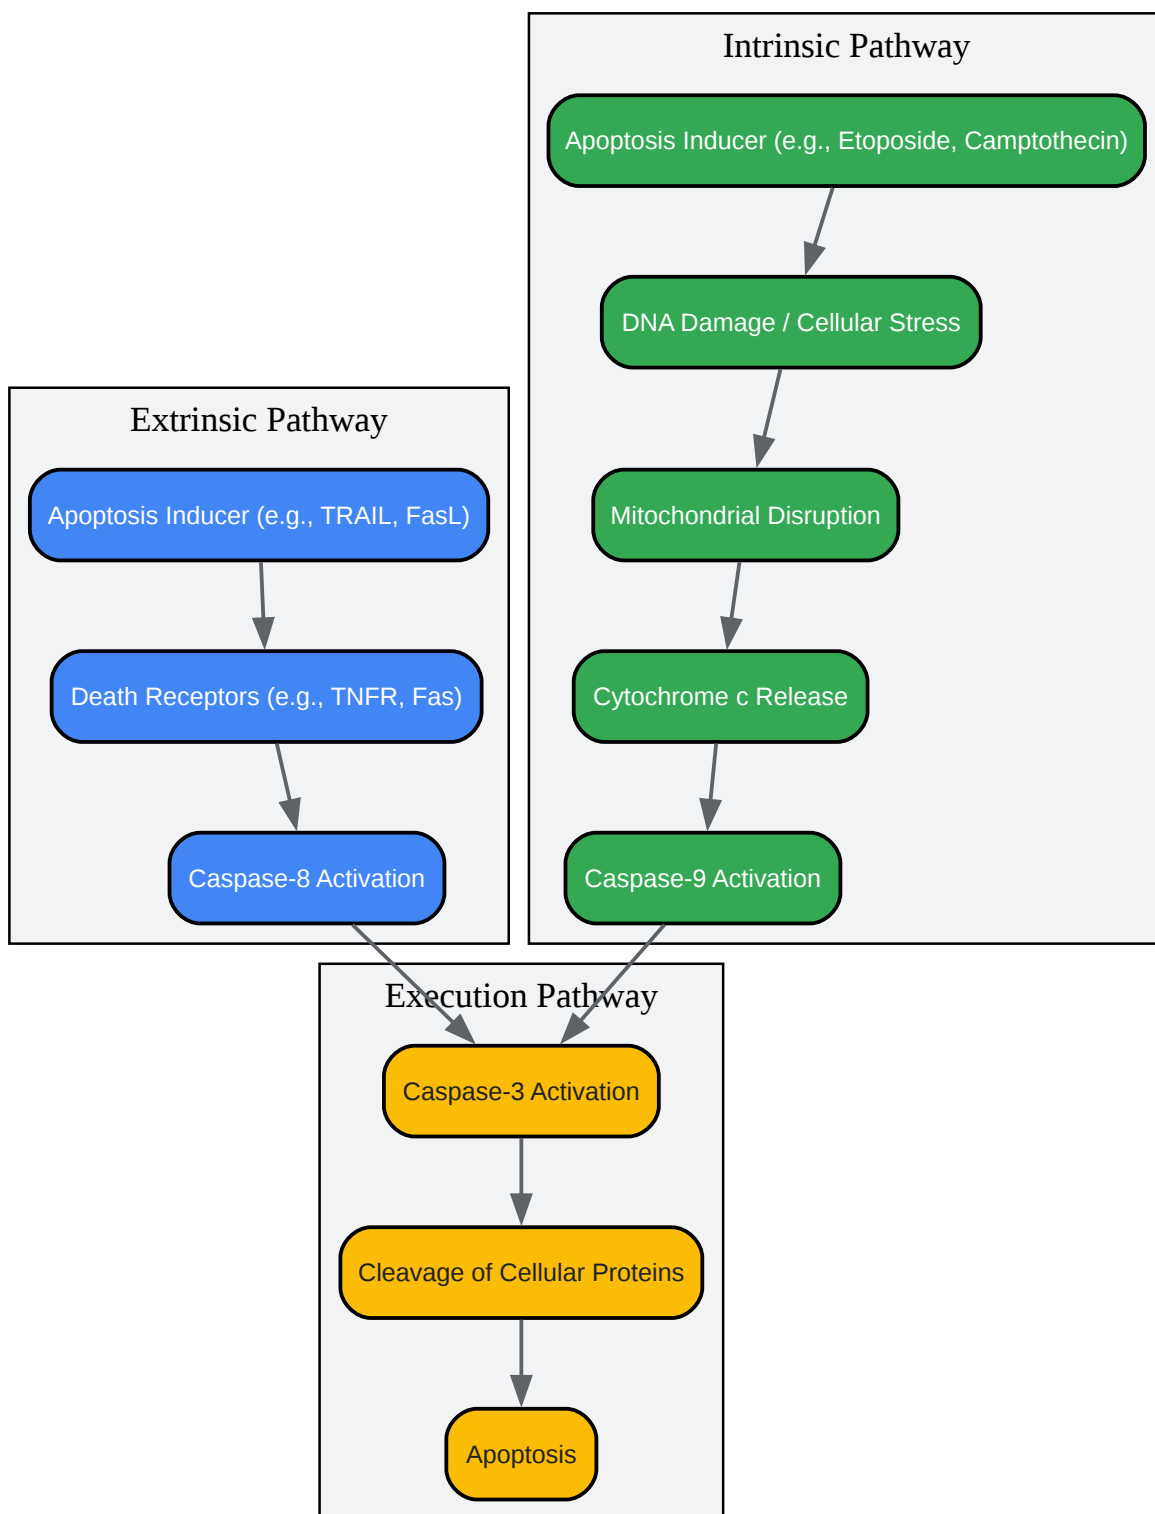 Intrinsic Pathway
Apoptosis Inducer (e.g., Etoposide, Camptothecin)
DNA Damage / Cellular Stress
Mitochondrial Disruption
Cytochrome c Release
Caspase-9 Activation
Extrinsic Pathway
Apoptosis Inducer (e.g., TRAIL, FasL)
Death Receptors (e.g., TNFR, Fas)
Caspase-8 Activation
Execution Pathway
Caspase-3 Activation
Cleavage of Cellular Proteins
Apoptosis